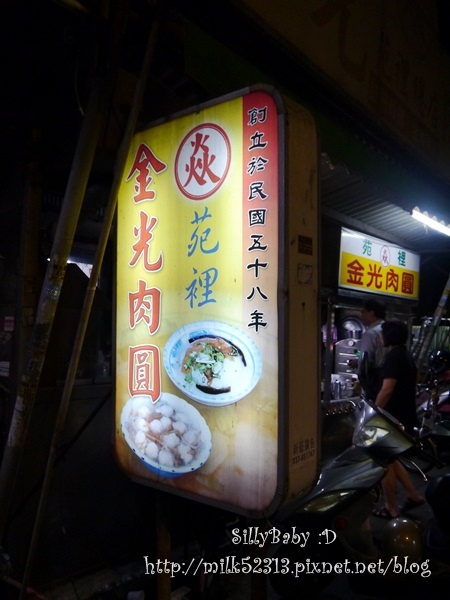 創立於民國五十八年
焱
苑裡
金光肉圓
苑 焱 裡
金光肉圓
SillyBaby :D
http://milk52313.pixnet.net/blog